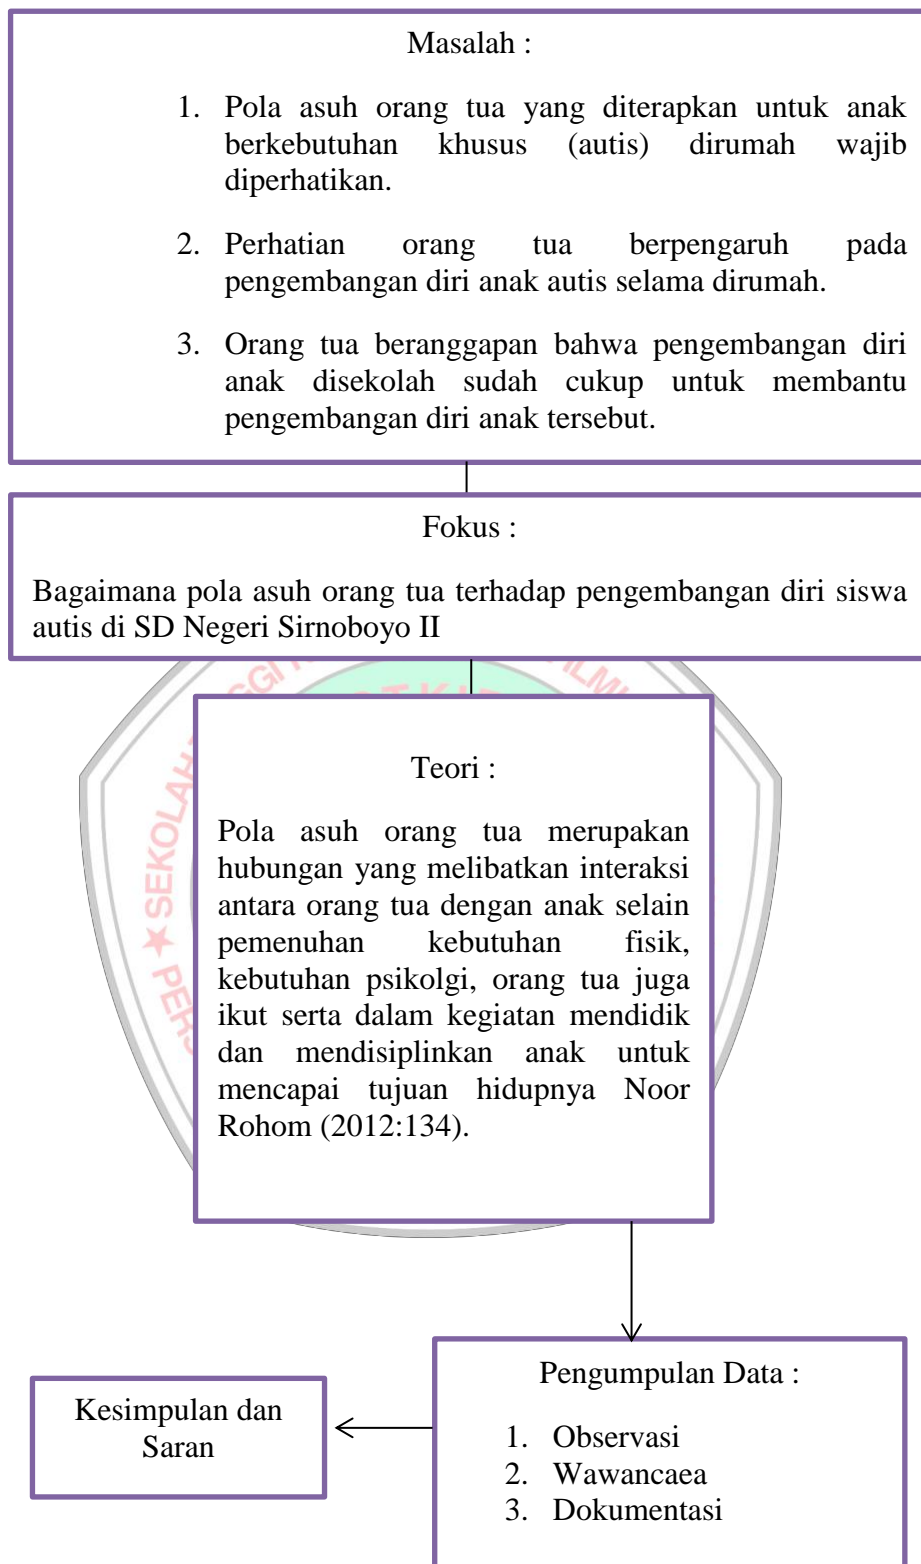 Masalah :
1. Pola asuh orang tua yang diterapkan untuk anak
berkebutuhan khusus (autis) dirumah wajib
diperhatikan.
2. Perhatian orang tua berpengaruh pada
pengembangan diri anak autis selama dirumah.
3. Orang tua beranggapan bahwa pengembangan diri
anak disekolah sudah cukup untuk membantu
pengembangan diri anak tersebut.
Fokus :
Bagaimana pola asuh orang tua terhadap pengembangan diri siswa
autis di SD Negeri Sirnoboyo II
Teori :
Pola asuh orang tua merupakan
hubungan yang melibatkan interaksi
antara orang tua dengan anak selain
pemenuhan kebutuhan fisik,
kebutuhan psikolgi, orang tua juga
ikut serta dalam kegiatan mendidik
dan mendisiplinkan anak untuk
mencapai tujuan hidupnya Noor
Rohom (2012:134).
Pengumpulan Data :
1. Observasi
2. Wawancaea
3. Dokumentasi
Kesimpulan dan
Saran